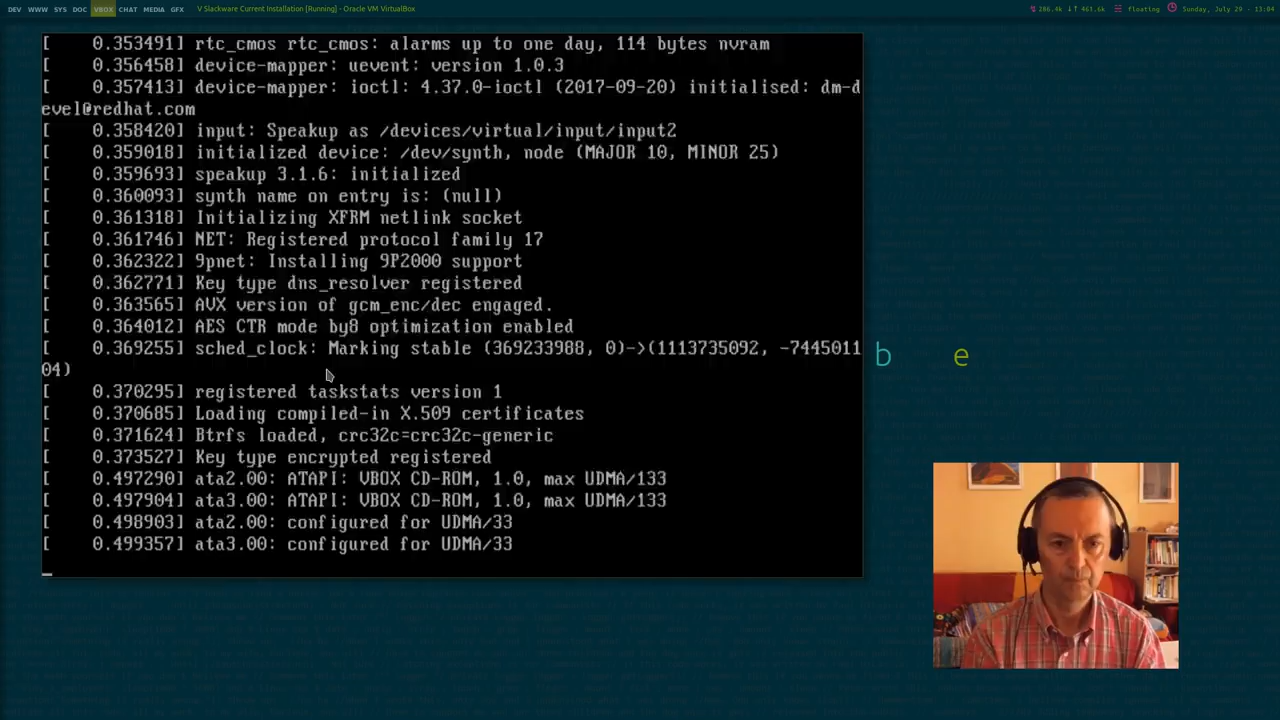 DEV WWW SYS DOC VBOX CHAT MEDIA GFX V Slackware Current Installation [Running] - Oracle VM VirtualBox 286.4k ↓↑ 461.6k floating Sunday, July 29 - 11:04
[    0.353491] rtc_cmos rtc_cmos: alarms up to one day, 114 bytes nvram
[    0.356458] device-mapper: uevent: version 1.0.3
[    0.357413] device-mapper: ioctl: 4.37.0-ioctl (2017-09-20) initialised: dm-d
evel@redhat.com
[    0.358420] input: Speakup as /devices/virtual/input/input2
[    0.359018] initialized device: /dev/synth, node (MAJOR 10, MINOR 25)
[    0.359693] speakup 3.1.6: initialized
[    0.360093] synth name on entry is: (null)
[    0.361318] Initializing XFRM netlink socket
[    0.361746] NET: Registered protocol family 17
[    0.362322] 9pnet: Installing 9P2000 support
[    0.362771] Key type dns_resolver registered
[    0.363565] AVX version of gcm_enc/dec engaged.
[    0.364012] AES CTR mode by8 optimization enabled
[    0.369255] sched_clock: Marking stable (369233988, 0)->(1113735092, -7445011
04)
[    0.370295] registered taskstats version 1
[    0.370685] Loading compiled-in X.509 certificates
[    0.371624] Btrfs loaded, crc32c=crc32c-generic
[    0.373527] Key type encrypted registered
[    0.497290] ata2.00: ATAPI: VBOX CD-ROM, 1.0, max UDMA/133
[    0.497904] ata3.00: ATAPI: VBOX CD-ROM, 1.0, max UDMA/133
[    0.498903] ata2.00: configured for UDMA/33
[    0.499357] ata3.00: configured for UDMA/33
b e